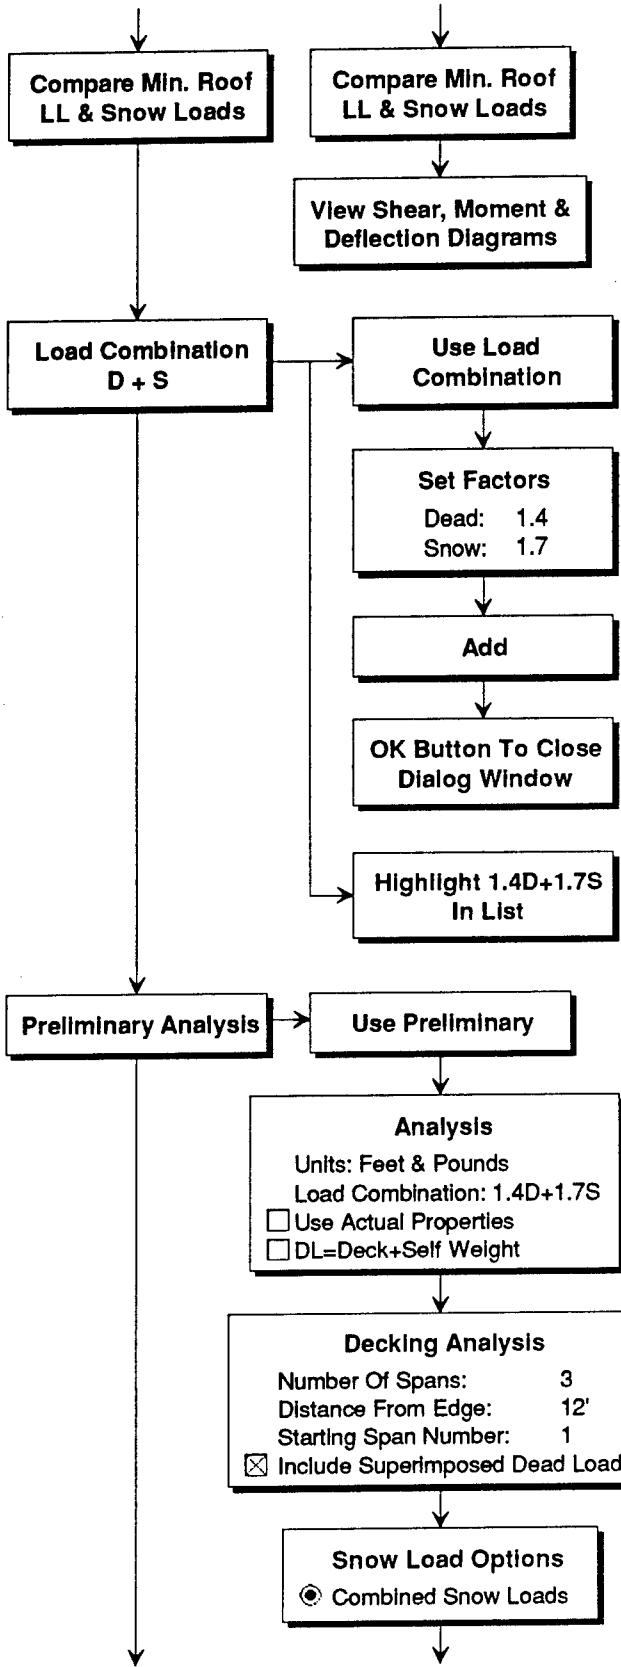 Compare Min. Roof
LL & Snow Loads
Compare Min. Roof
LL & Snow Loads
View Shear, Moment &
Deflection Diagrams
Load Combination
D + S
Use Load
Combination
Set Factors
Dead: 1.4
Snow: 1.7
Add
OK Button To Close
Dialog Window
Highlight 1.4D+1.7S
In List
Preliminary Analysis
Use Preliminary
Analysis
Units: Feet & Pounds
Load Combination: 1.4D+1.7S
Use Actual Properties
DL=Deck+Self Weight
Decking Analysis
Number Of Spans: 3
Distance From Edge: 12'
Starting Span Number: 1
Include Superimposed Dead Load
Snow Load Options
Combined Snow Loads